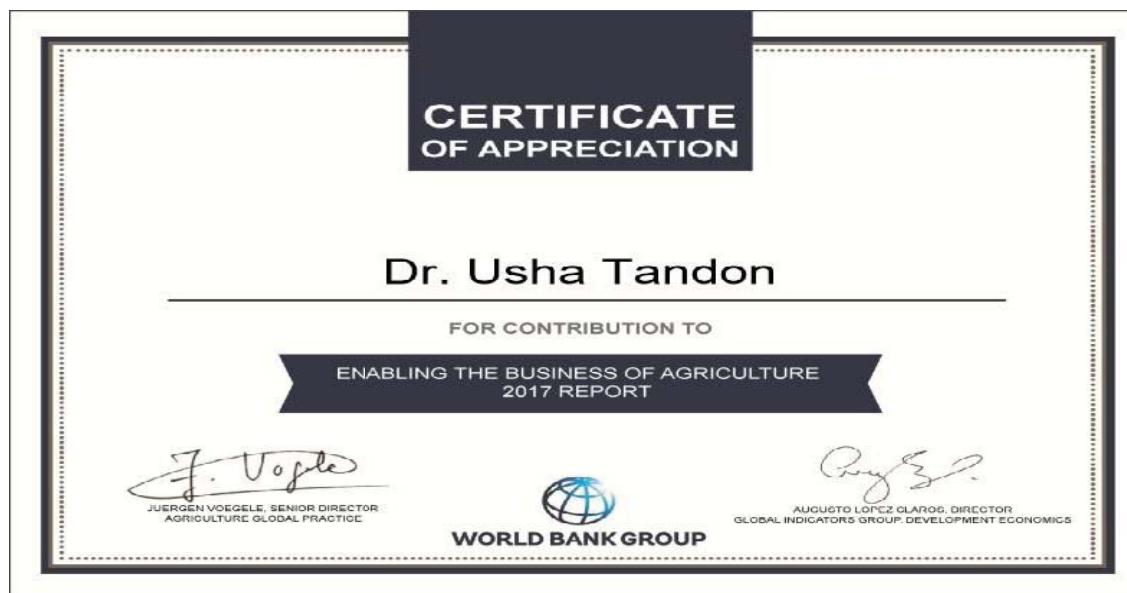 CERTIFICATE
OF APPRECIATION
Dr. Usha Tandon
FOR CONTRIBUTION TO
ENABLING THE BUSINESS OF AGRICULTURE
2017 REPORT
J. Vogele
JUERGEN VOEGELE, SENIOR DIRECTOR
AGRICULTURE GLOBAL PRACTICE
WORLD BANK GROUP
AUGUSTO LOPEZ CLAROS, DIRECTOR
GLOBAL INDICATORS GROUP, DEVELOPMENT ECONOMICS